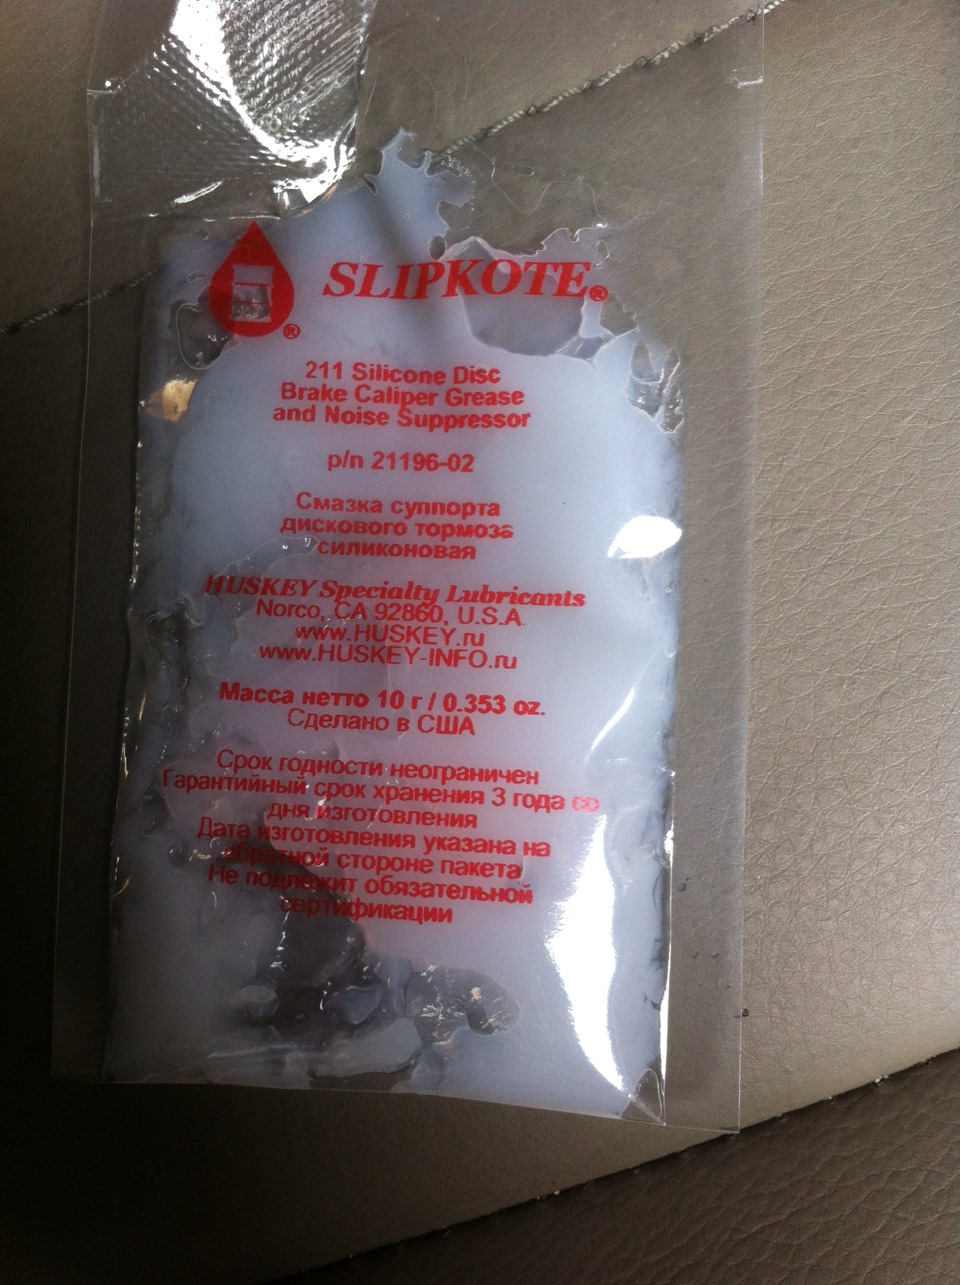 SLIPKOTE®
®
211 Silicone Disc
Brake Caliper Grease
and Noise Suppressor
p/n 21196-02
Смазка суппорта
дискового тормоза
силиконовая
HUSKEY Specialty Lubricants
Norco, CA 92860, U.S.A
www.HUSKEY.ru
www.HUSKEY-INFO.ru
Масса нетто 10 г / 0.353 oz.
Сделано в США
Срок годности неограничен
Гарантийный срок хранения 3 года со
дня изготовления
Дата изготовления указана на
обратной стороне пакета
Не подлежит обязательной
сертификации